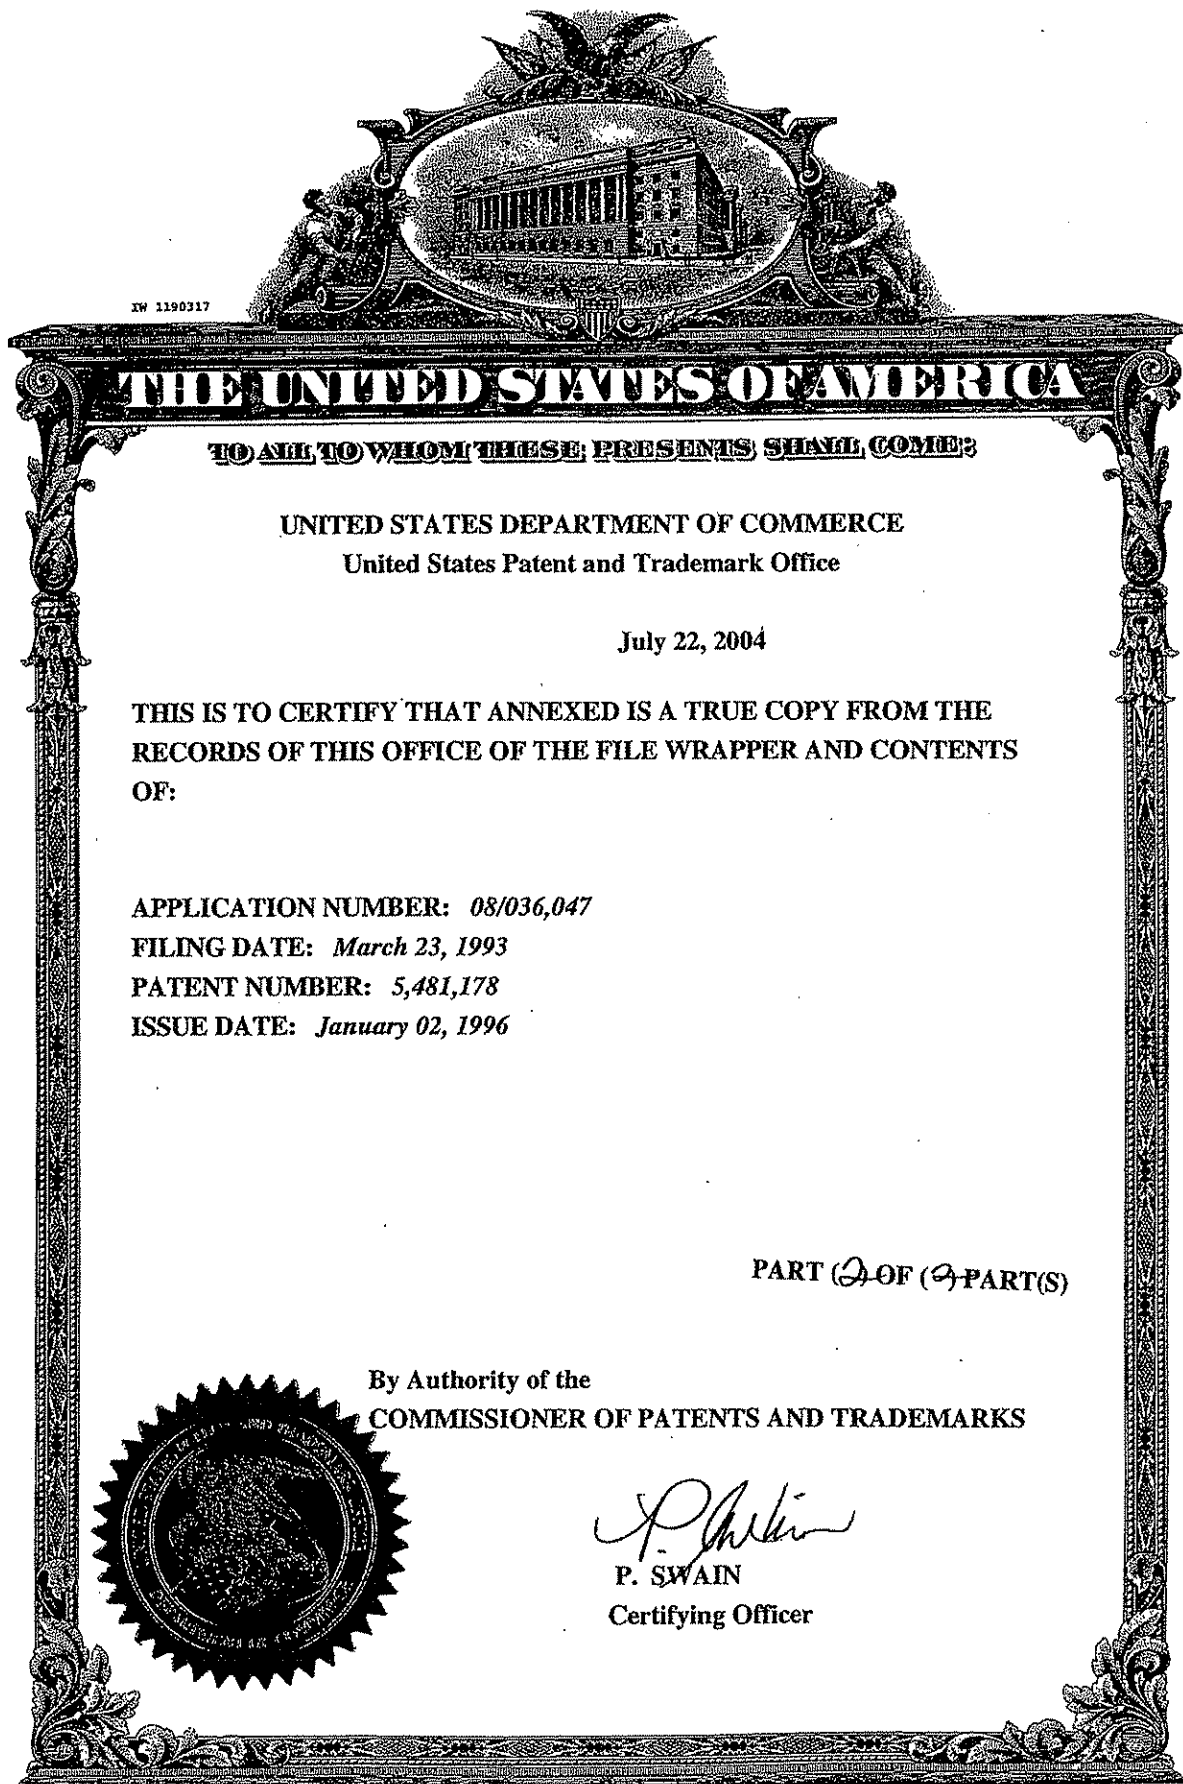 IW 1190317
THE UNITED STATES OF AMERICA
TO ALL TO WHOM THESE PRESENTS SHALL COME:
UNITED STATES DEPARTMENT OF COMMERCE
United States Patent and Trademark Office
July 22, 2004
THIS IS TO CERTIFY THAT ANNEXED IS A TRUE COPY FROM THE
RECORDS OF THIS OFFICE OF THE FILE WRAPPER AND CONTENTS
OF:
APPLICATION NUMBER: 08/036,047
FILING DATE: March 23, 1993
PATENT NUMBER: 5,481,178
ISSUE DATE: January 02, 1996
PART (2) OF (2) PART(S)
By Authority of the
COMMISSIONER OF PATENTS AND TRADEMARKS
P. SWAIN
Certifying Officer